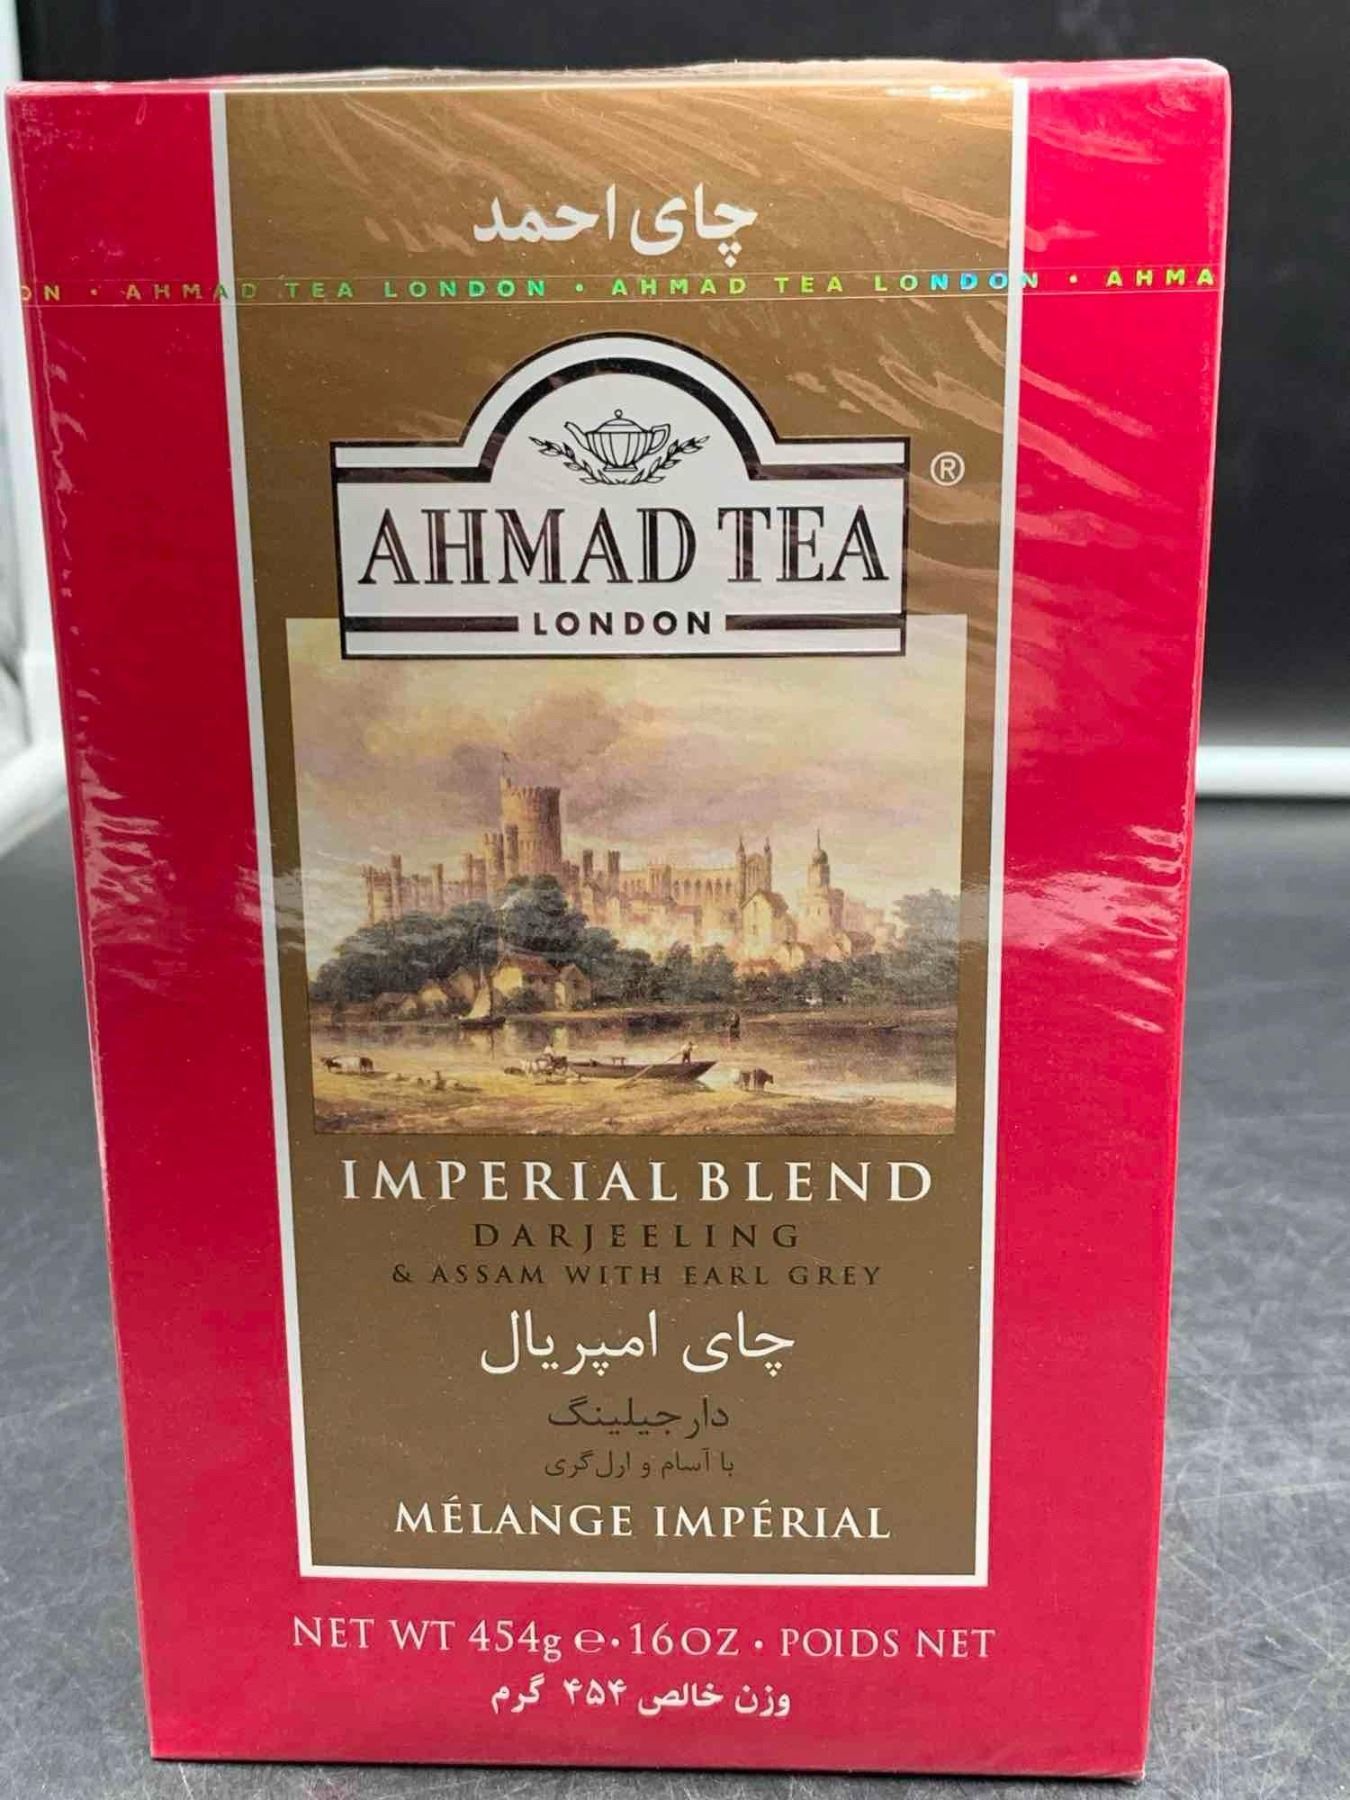 چای احمد
ON • AHMAD TEA LONDON • AHMAD TEA LONDON • AHMA
®
AHMAD TEA
LONDON
IMPERIAL BLEND
DARJEELING
& ASSAM WITH EARL GREY
چای امپریال
دارجیلینگ
با آسام و ارل‌گری
MÉLANGE IMPÉRIAL
NET WT 454g ℮ • 16OZ • POIDS NET
وزن خالص ۴۵۴ گرم